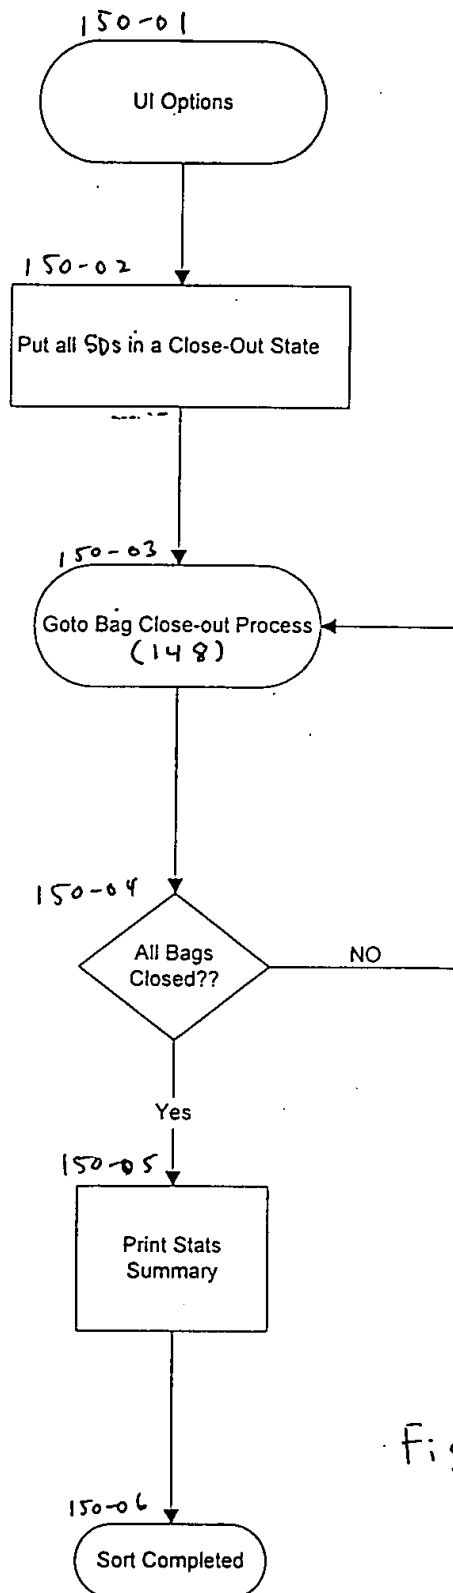 150-01
UI Options
150-02
Put all SDs in a Close-Out State
150-03
Goto Bag Close-out Process
(148)
150-04
All Bags
Closed??
NO
Yes
150-05
Print Stats
Summary
Fig
150-06
Sort Completed